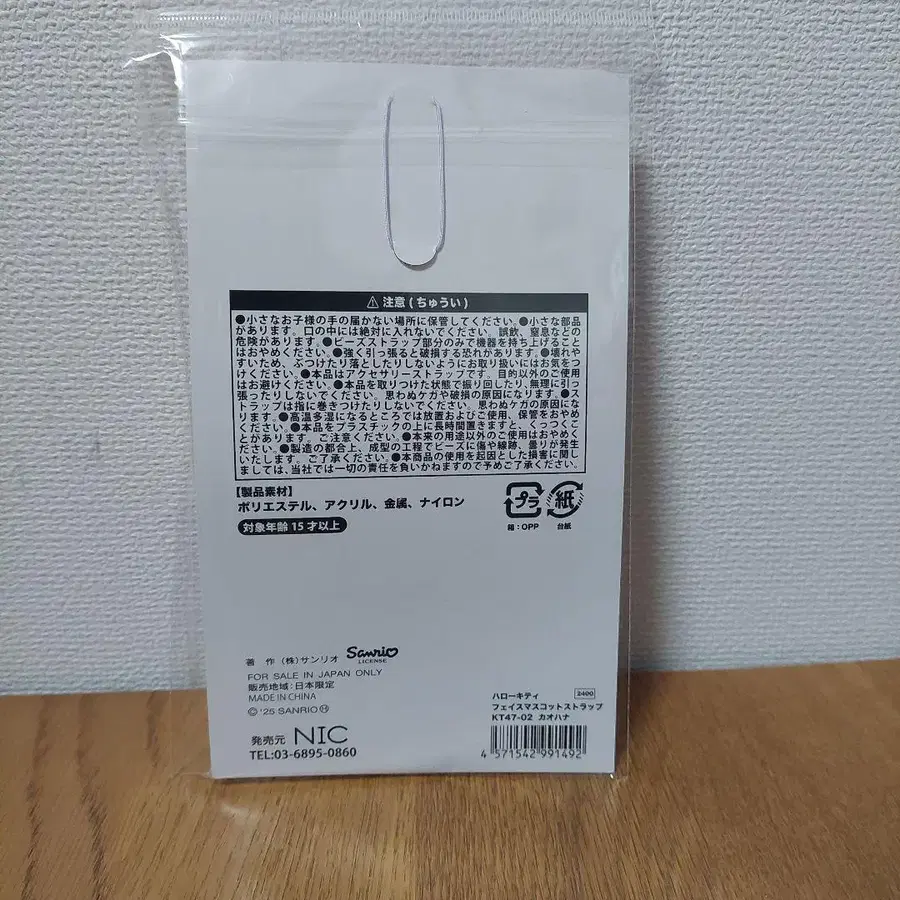 ⚠注意(ちゅうい)
●小さなお子様の手の届かない場所に保管してください。●小さな部品
があります。口の中には絶対に入れないでください。誤飲、窒息などの
危険があります。●ビーズストラップ部分のみで機器を持ち上げること
はおやめください。●強く引っ張ると破損する恐れがあります。●壊れや
すいため、ぶつけたり落としたりしないようにお取り扱いにはお気をつ
けください。●本品はアクセサリーストラップです。目的以外のご使用
はお避けください。●本品を取りつけた状態で振り回したり、無理に引っ
張ったりしないでください。思わぬケガや破損の原因になります。●ス
トラップは指に巻きつけたりしないでください、思わぬケガの原因にな
ります。●高温多湿になるところでは放置およびご使用、保管をおやめ
ください。●本品をプラスチックの上に長時間置きますと、くっつくこ
とがあります。ご注意ください。●本来の用途以外のご使用はおやめく
ださい。●製造の都合上、成型の工程でビーズに傷や線跡、曇りが発生
いたします。ご了承ください。●本商品の使用を起因とした損害に関し
ましては、当社では一切の責任を負いかねますので予めご了承ください。
【製品素材】
ポリエステル、アクリル、金属、ナイロン
対象年齢15才以上
プラ 紙
箱:OPP 台紙
著 作 (株)サンリオ Sanrio LICENSE
FOR SALE IN JAPAN ONLY
販売地域:日本限定
MADE IN CHINA
©'25 SANRIO Ⓗ
発売元 NIC
TEL:03-6895-0860
ハローキティ 2400
フェイスマスコットストラップ
KT47-02 カオハナ
4 571542 991492